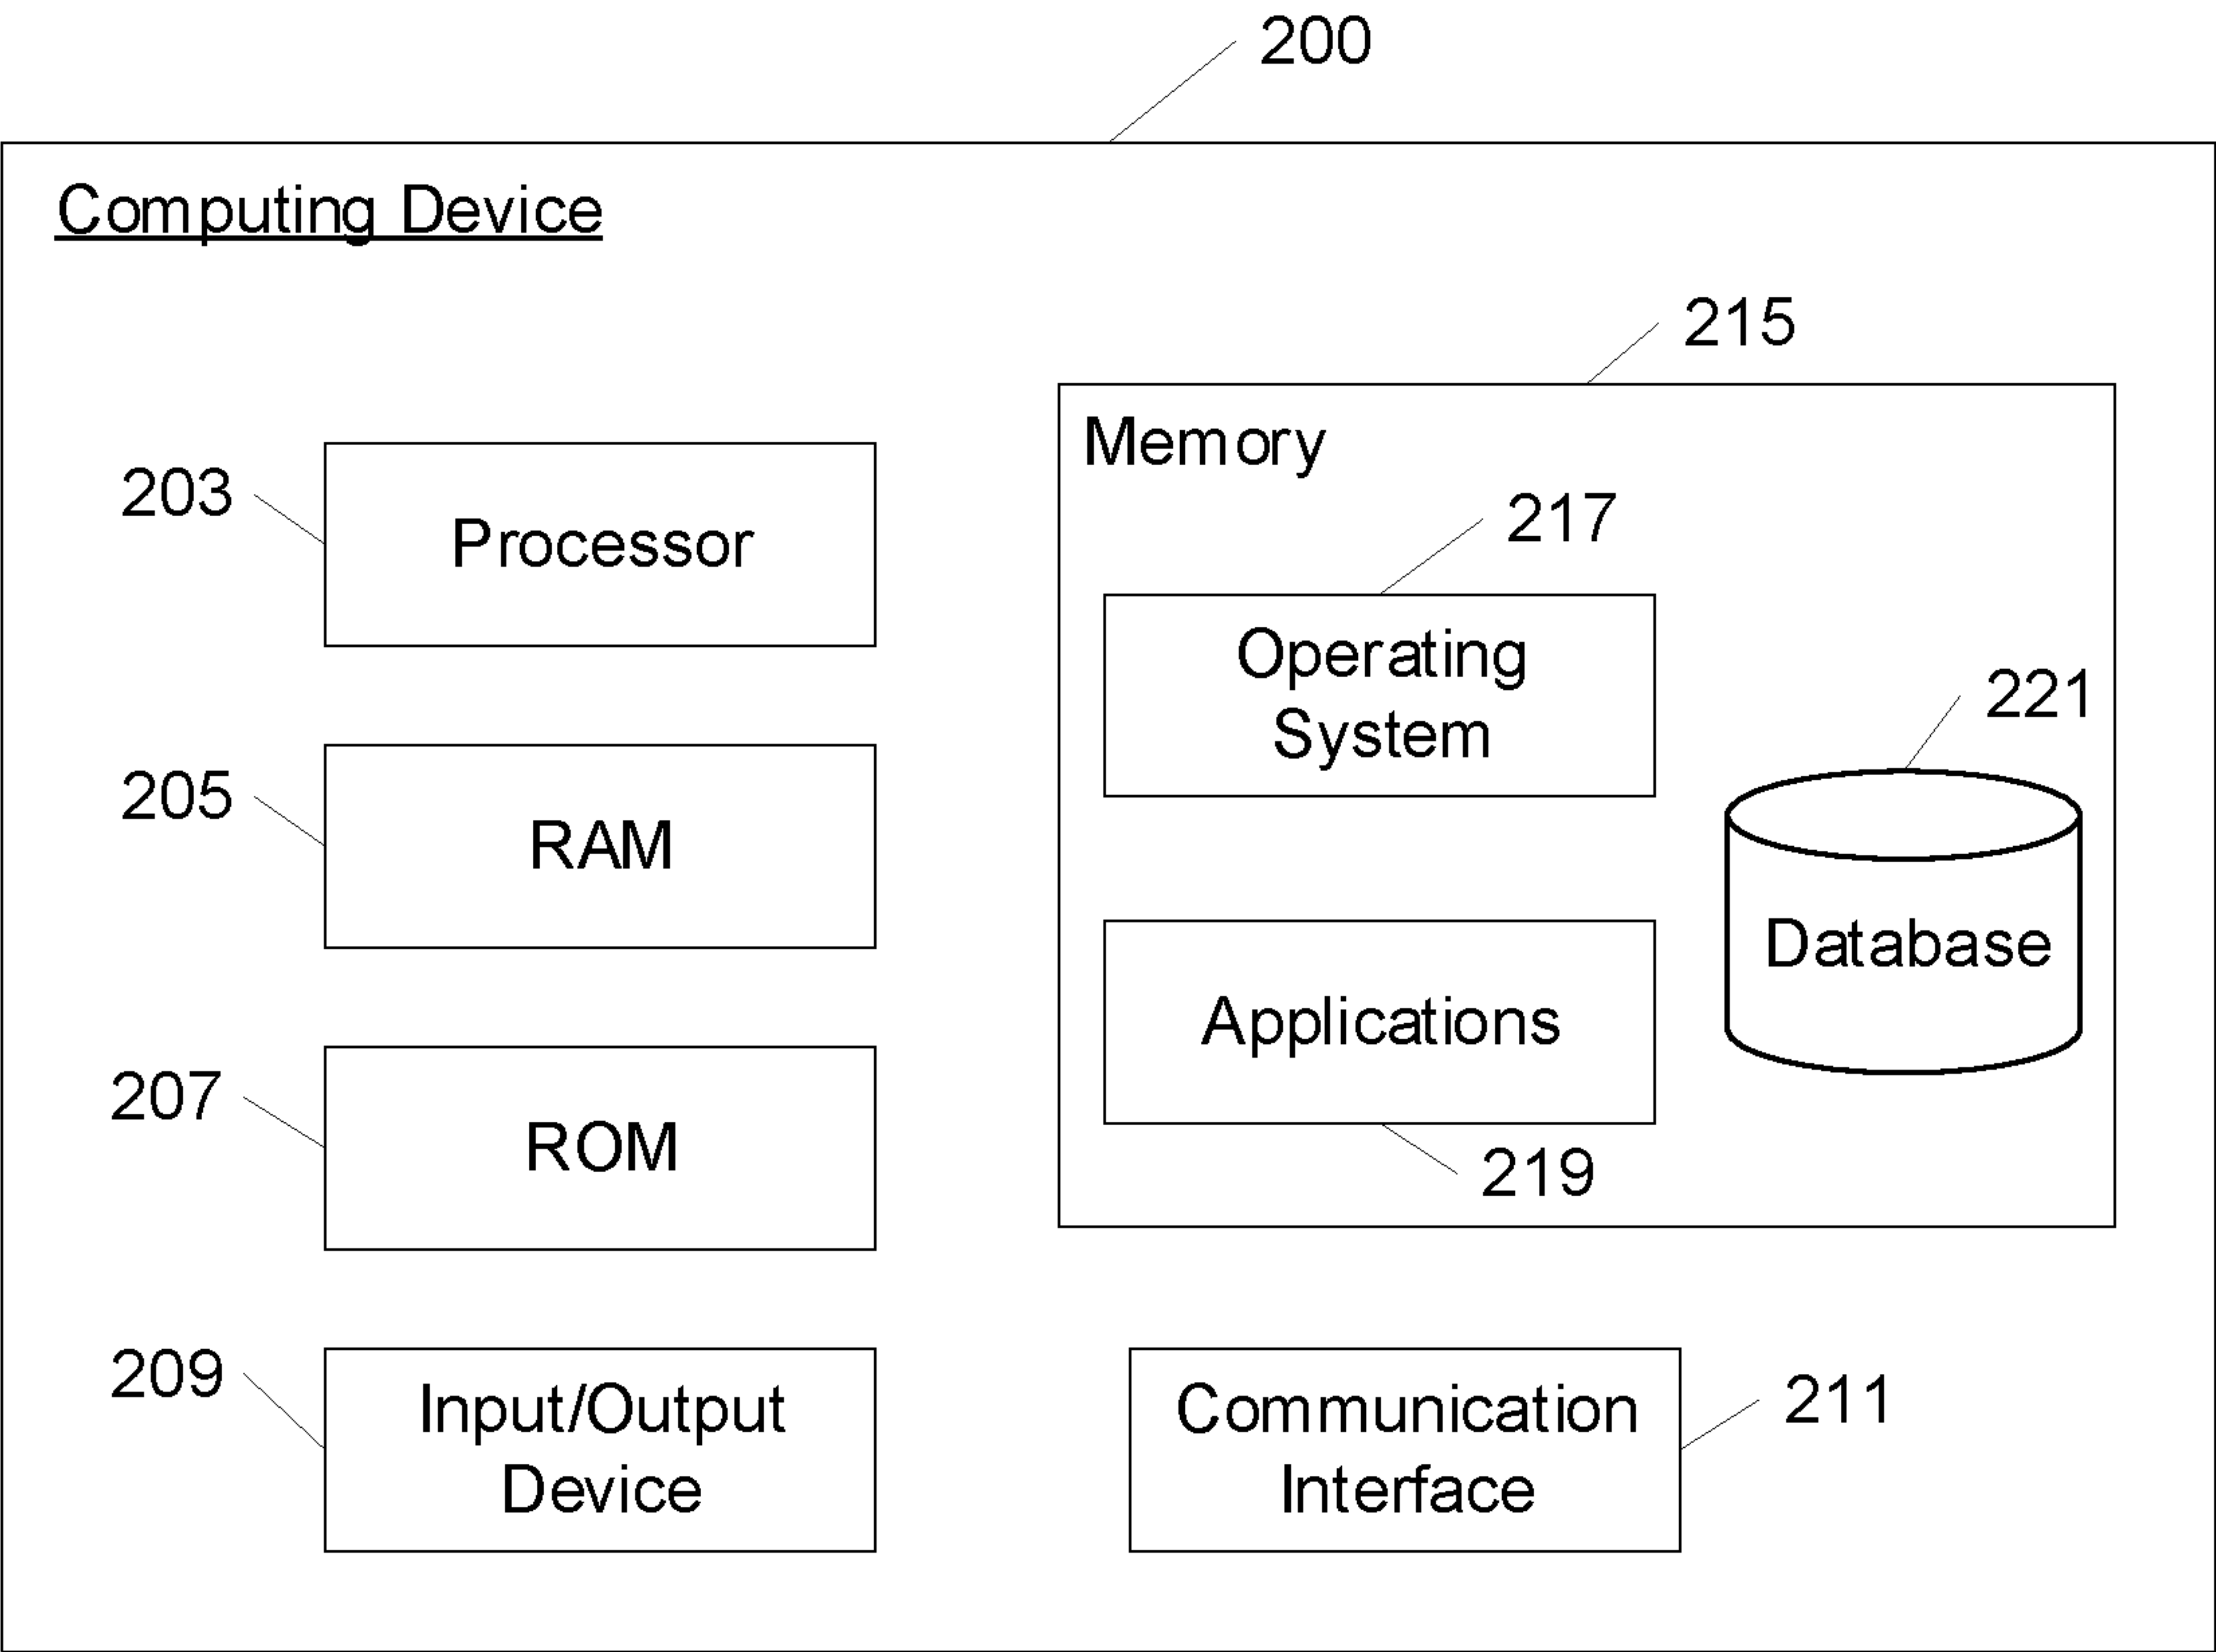 200
Computing Device
215
Memory
203
Processor
217
Operating
System
221
205
RAM
Database
Applications
207
ROM
219
209
Input/Output
Device
Communication
Interface
211